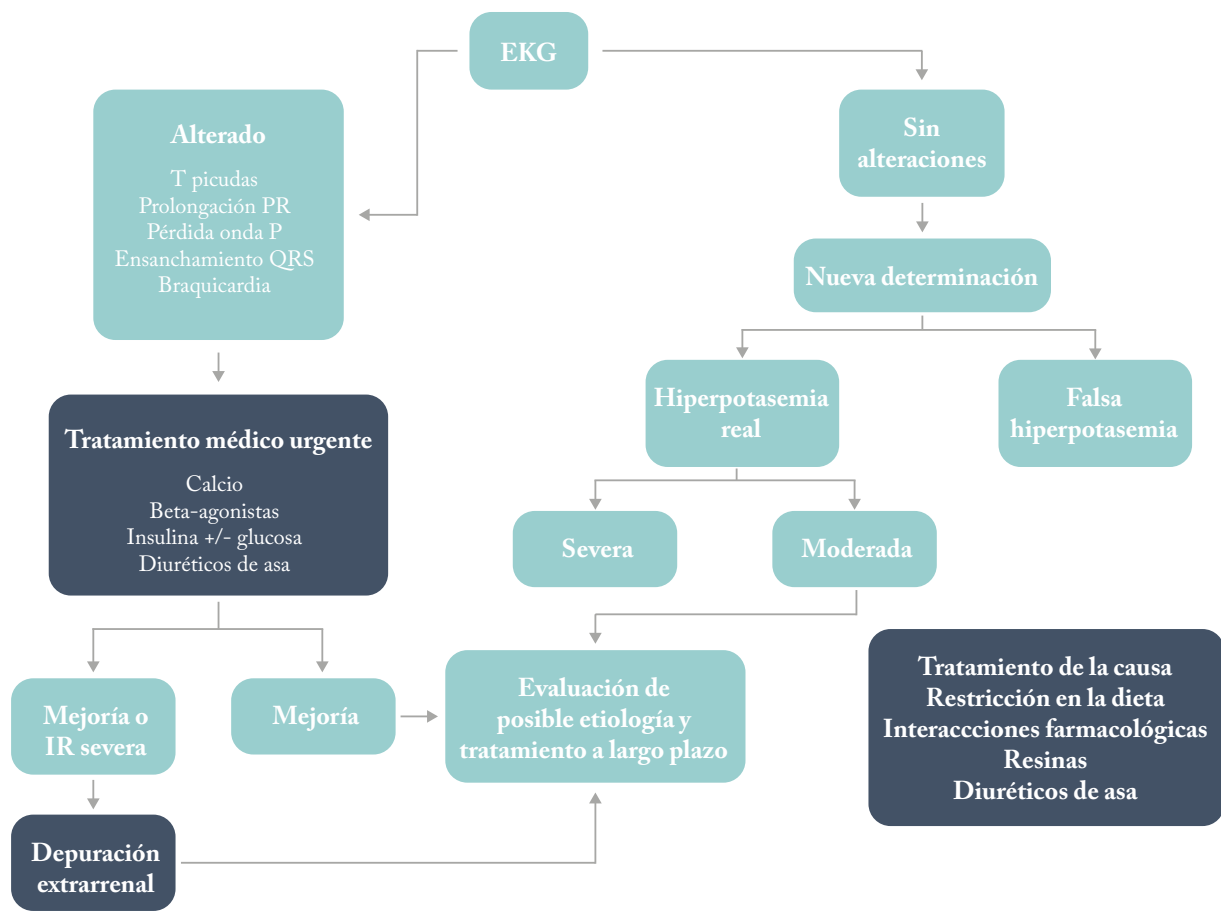 EKG
Alterado
T picudas
Prolongación PR
Pérdida onda P
Ensanchamiento QRS
Braquicardia
Sin
alteraciones
Nueva determinación
Hiperpotasemia
real
Falsa
hiperpotasemia
Tratamiento médico urgente
Calcio
Beta-agonistas
Insulina +/- glucosa
Diuréticos de asa
Severa
Moderada
Mejoría o
IR severa
Mejoría
Evaluación de
posible etiología y
tratamiento a largo plazo
Tratamiento de la causa
Restricción en la dieta
Interaccciones farmacológicas
Resinas
Diuréticos de asa
Depuración
extrarrenal